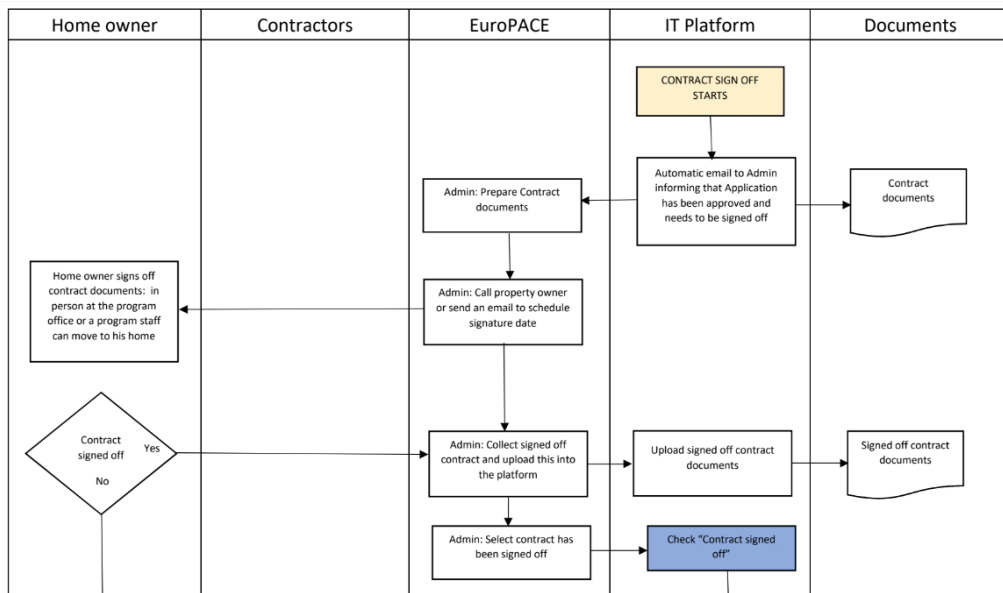 Home owner
Contractors
EuroPACE
IT Platform
Documents
CONTRACT SIGN OFF
STARTS
Automatic email to Admin
informing that Application
has been approved and
needs to be signed off
Admin: Prepare Contract
documents
Contract
documents
Home owner signs off
contract documents: in
person at the program
office or a program staff
can move to his home
Admin: Call property owner
or send an email to schedule
signature date
Contract
signed off
Yes
No
Admin: Collect signed off
contract and upload this into
the platform
Upload signed off contract
documents
Signed off contract
documents
Admin: Select contract has
been signed off
Check “Contract signed
off”